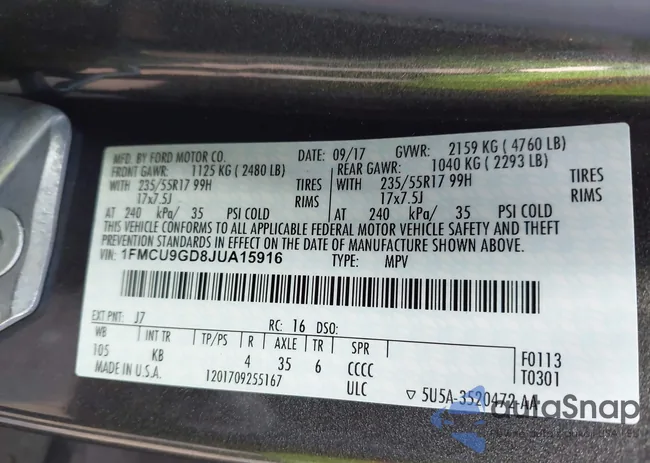 MFD. BY FORD MOTOR CO. DATE: 09/17 GVWR: 2159 KG ( 4760 LB)
FRONT GAWR: 1125 KG ( 2480 LB) REAR GAWR: 1040 KG ( 2293 LB)
WITH 235/55R17 99H TIRES WITH 235/55R17 99H TIRES
17x7.5J RIMS 17x7.5J RIMS
AT 240 kPa/ 35 PSI COLD AT 240 kPa/ 35 PSI COLD
THIS VEHICLE CONFORMS TO ALL APPLICABLE FEDERAL MOTOR VEHICLE SAFETY AND THEFT
PREVENTION STANDARDS IN EFFECT ON THE DATE OF MANUFACTURE SHOWN ABOVE.
VIN: 1FMCU9GD8JUA15916 TYPE: MPV
EXT PNT: J7 RC: 16 DSO:
WB INT TR TP/PS R AXLE TR SPR F0113
105 KB 4 35 6 CCCC T0301
MADE IN U.S.A. 1201709255167 ULC ▽ 5U5A-3520472-AA
autoSnap